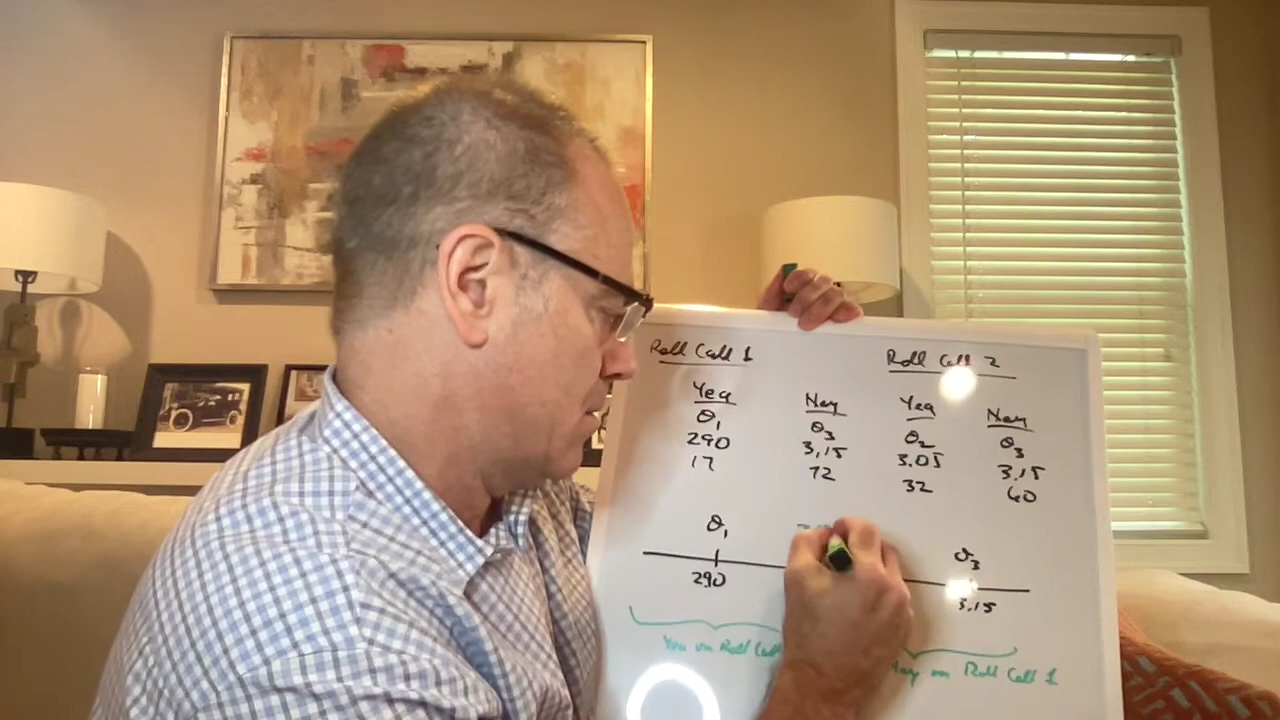 Roll Call 1
Roll Call 2
Yea Nay Yea Nay
θ₁ θ₃ θ₂ θ₃
290 3.15 3.05 3.15
17 72 32 60
θ₁ θ₃
290 3.15
Yea on Roll Call
Nay on Roll Call 1